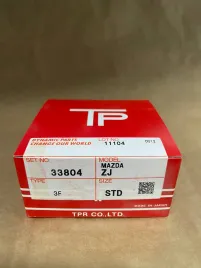 TP
DYNAMIC PARTS
CHANGE OUR WORLD
LOT NO.
11104
SET NO
33804
MODEL
MAZDA
ZJ
TYPE
3F
SIZE
STD
MADE IN JAPAN
TPR CO.,LTD.